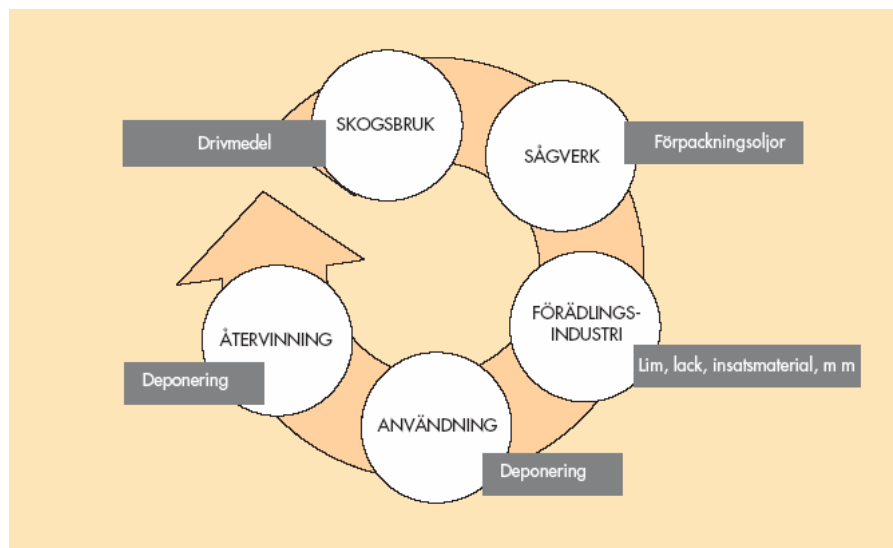 SKOGSBRUK
Drivmedel
SÅGVERK
Förpackningsoljor
FÖRÄDLINGS-
INDUSTRI
Lim, lack, insatsmaterial, m m
ANVÄNDNING
Deponering
ÅTERVINNING
Deponering